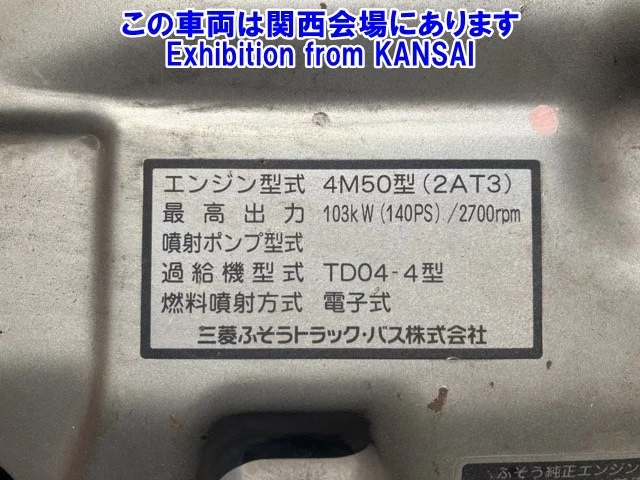 この車両は関西会場にあります
Exhibition from KANSAI
エンジン型式 4M50型(2AT3)
最高出力 103kW(140PS)/2700rpm
噴射ポンプ型式
過給機型式 TD04-4型
燃料噴射方式 電子式
三菱ふそうトラック・バス株式会社
ふそう純正エンジン